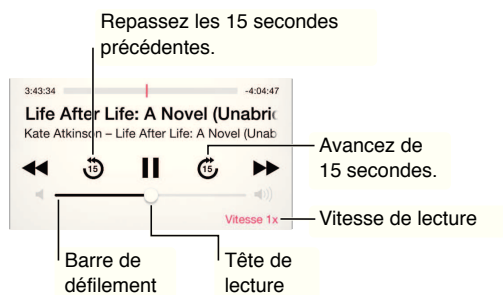 Repassez les 15 secondes
précédentes.
3:43:34 -4:04:47
Life After Life: A Novel (Unabri
Kate Atkinson – Life After Life: A Novel (Unab
15 15
Avancez de
15 secondes.
Vitesse 1x
Vitesse de lecture
Barre de
défilement
Tête de
lecture